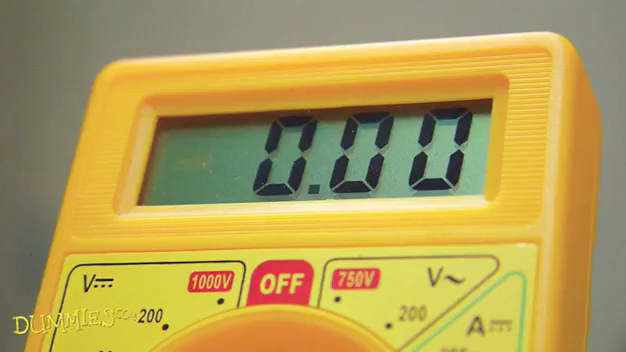 0.00
V⎓ 1000V OFF 750V V~
200 200 A⎓
DUMMIES.COM